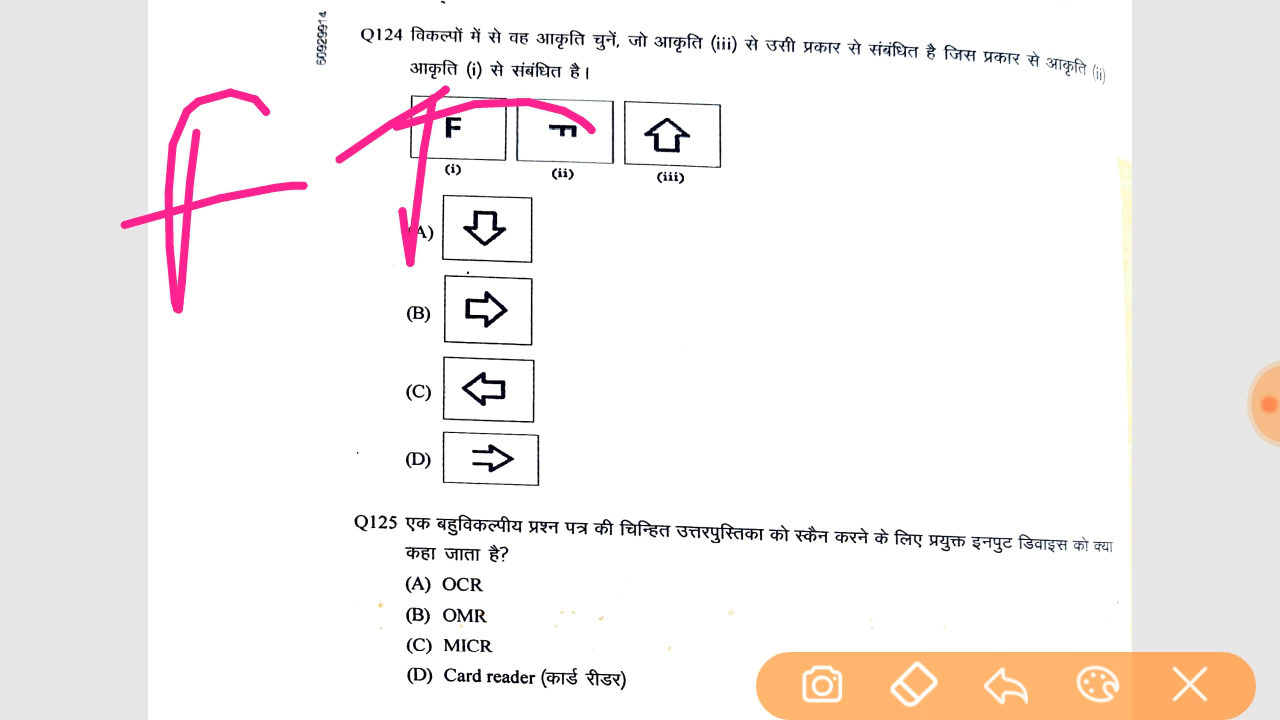 60929914
Q124 विकल्पों में से वह आकृति चुनें, जो आकृति (iii) से उसी प्रकार से संबंधित है जिस प्रकार से आकृति (ii)
आकृति (i) से संबंधित है।
F
(i) (ii) (iii)
(A)
(B)
(C)
(D)
Q125 एक बहुविकल्पीय प्रश्न पत्र की चिन्हित उत्तरपुस्तिका को स्कैन करने के लिए प्रयुक्त इनपुट डिवाइस को क्या
कहा जाता है?
(A) OCR
(B) OMR
(C) MICR
(D) Card reader (कार्ड रीडर)